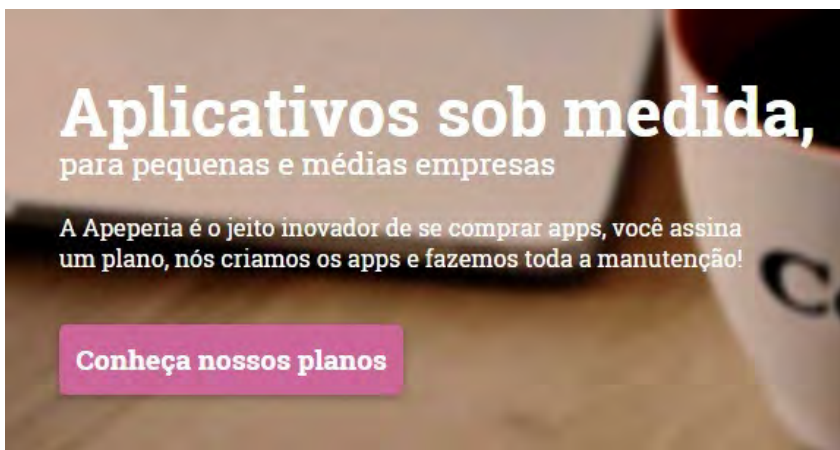 Aplicativos sob medida,
para pequenas e médias empresas
A Apeperia é o jeito inovador de se comprar apps, você assina
um plano, nós criamos os apps e fazemos toda a manutenção!
Conheça nossos planos